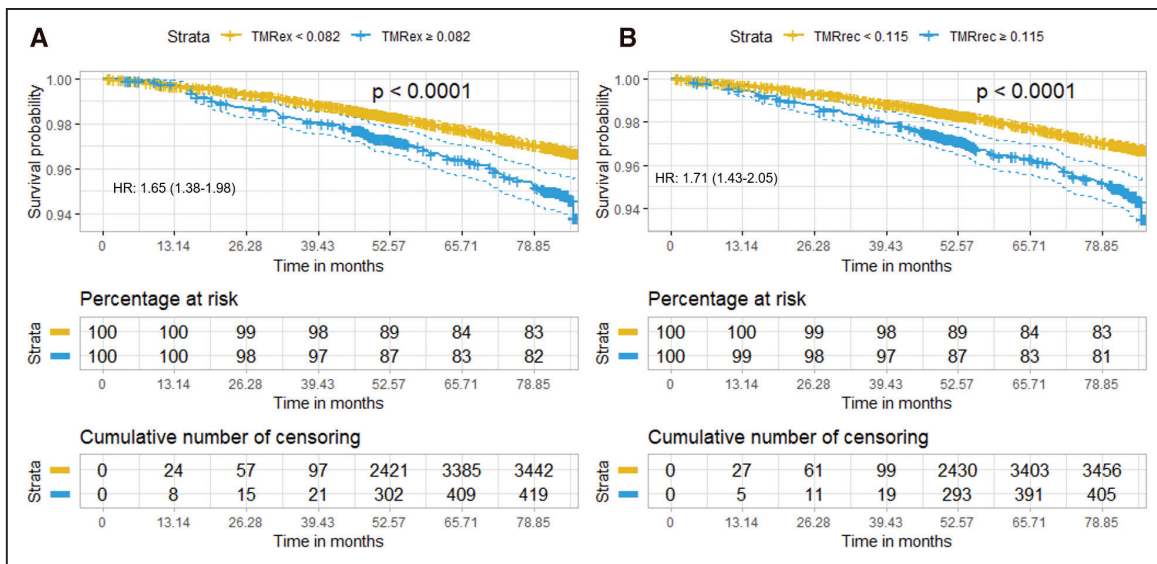 A
Strata TMRex < 0.082 TMRex ≥ 0.082
Survival probability
1.00
0.98
0.96
0.94
p < 0.0001
HR: 1.65 (1.38-1.98)
0 13.14 26.28 39.43 52.57 65.71 78.85
Time in months
Percentage at risk
Strata
100 100 99 98 89 84 83
100 100 98 97 87 83 82
0 13.14 26.28 39.43 52.57 65.71 78.85
Time in months
Cumulative number of censoring
Strata
0 24 57 97 2421 3385 3442
0 8 15 21 302 409 419
0 13.14 26.28 39.43 52.57 65.71 78.85
Time in months
B
Strata TMRrec < 0.115 TMRrec ≥ 0.115
Survival probability
1.00
0.98
0.96
0.94
p < 0.0001
HR: 1.71 (1.43-2.05)
0 13.14 26.28 39.43 52.57 65.71 78.85
Time in months
Percentage at risk
Strata
100 100 99 98 89 84 83
100 99 98 97 87 83 81
0 13.14 26.28 39.43 52.57 65.71 78.85
Time in months
Cumulative number of censoring
Strata
0 27 61 99 2430 3403 3456
0 5 11 19 293 391 405
0 13.14 26.28 39.43 52.57 65.71 78.85
Time in months